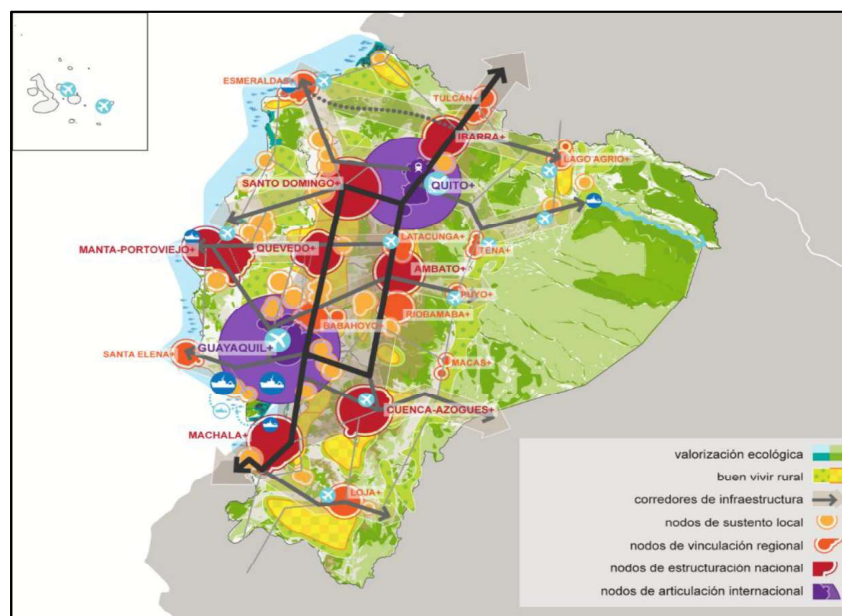 ESMERALDAS+
TULCÁN+
IBARRA+
LAGO AGRIO+
SANTO DOMINGO+
QUITO+
MANTA-PORTOVIEJO+
QUEVEDO+
LATACUNGA+
TENA+
AMBATO+
PUYO+
BABAHOYO+
RIOBAMABA+
GUAYAQUIL+
SANTA ELENA+
MACAS+
CUENCA-AZOGUES+
MACHALA+
LOJA+
valorización ecológica
buen vivir rural
corredores de infraestructura
nodos de sustento local
nodos de vinculación regional
nodos de estructuración nacional
nodos de articulación internacional